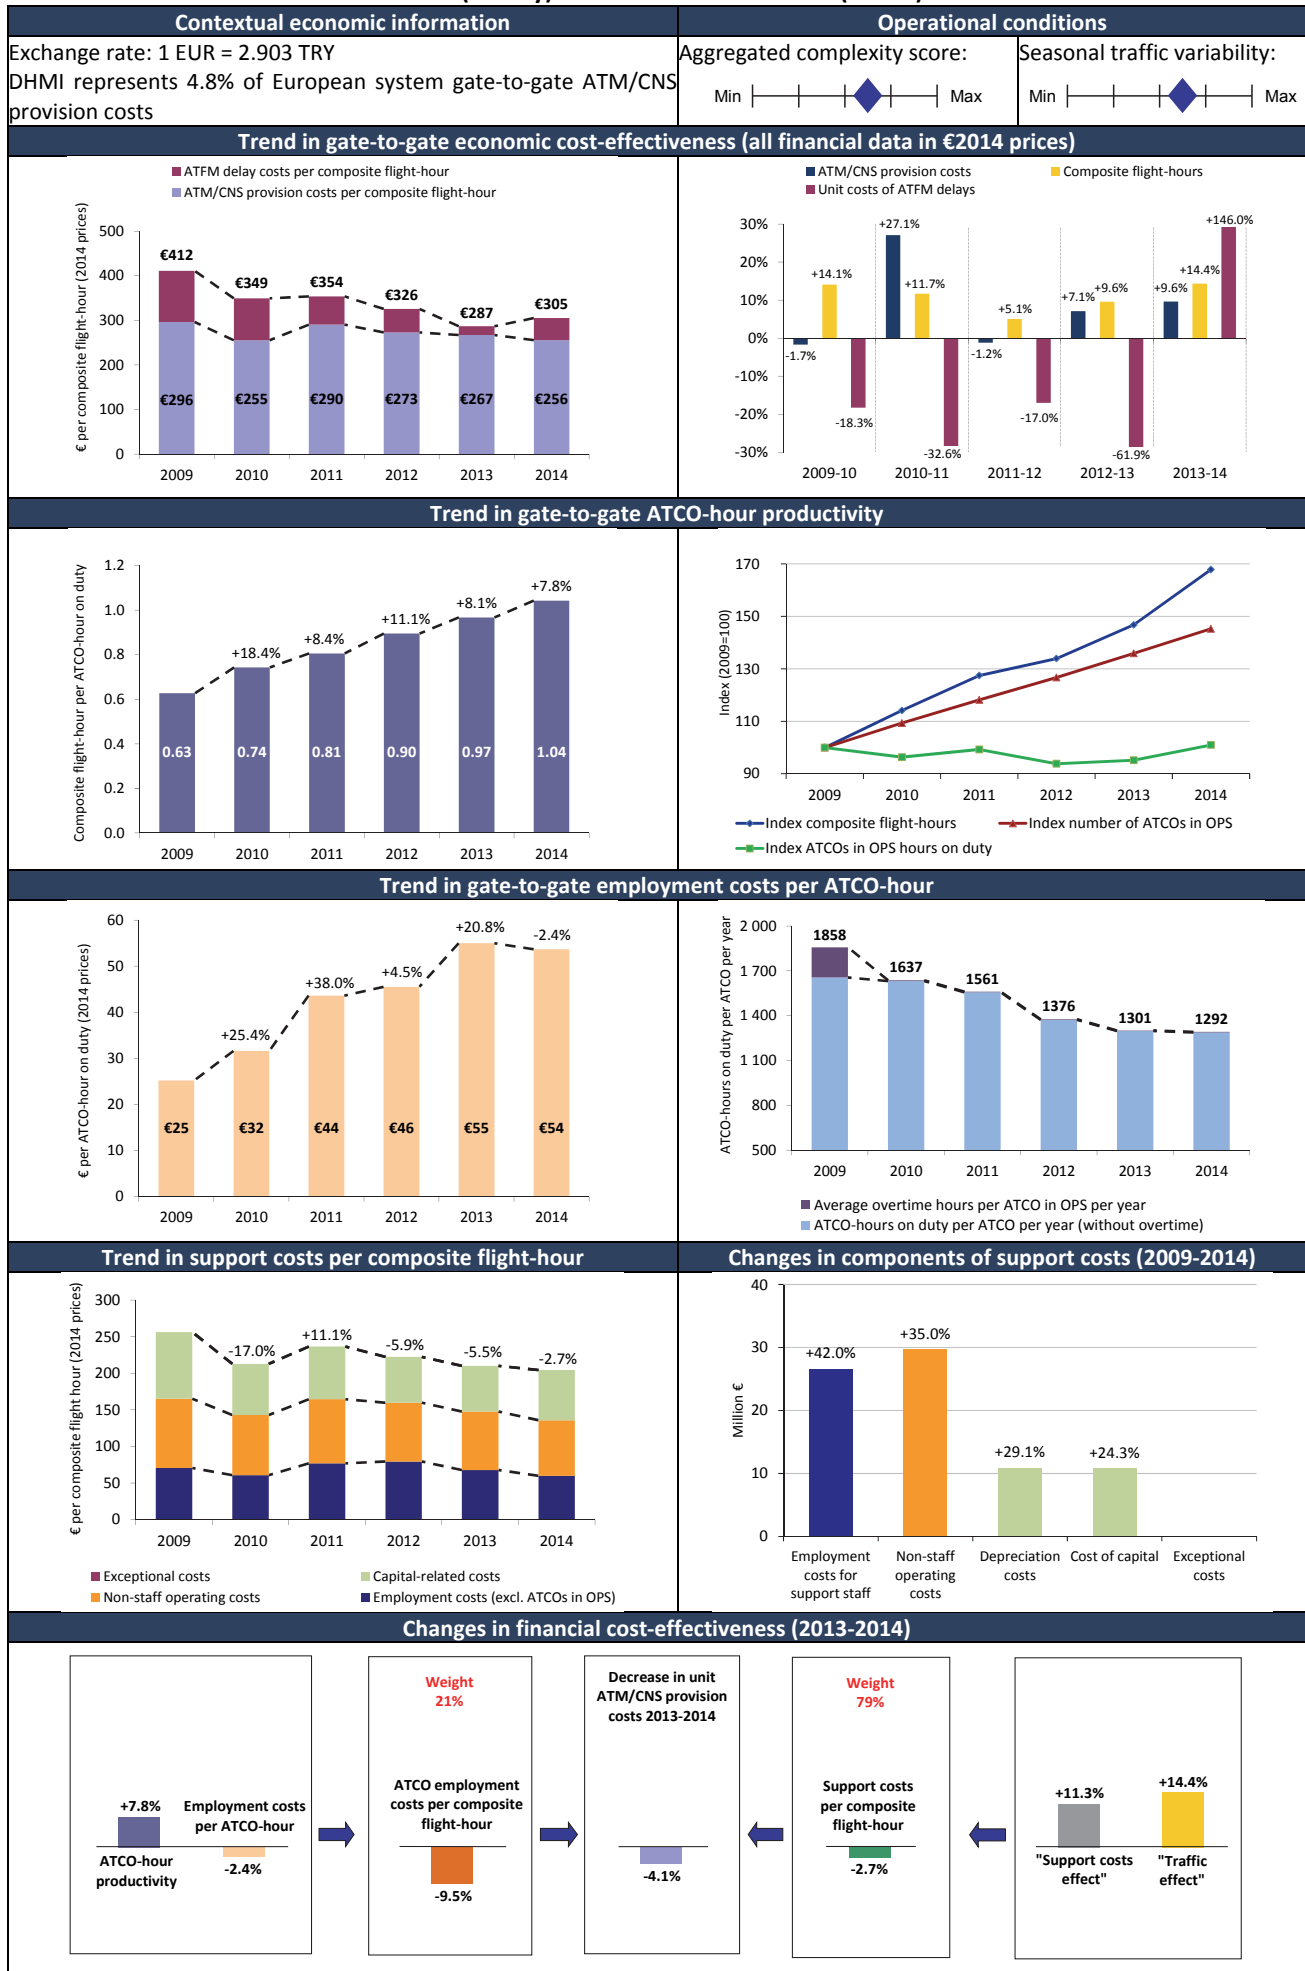 Contextual economic information
Operational conditions
Exchange rate: 1 EUR = 2.903 TRY
DHMI represents 4.8% of European system gate-to-gate ATM/CNS
provision costs
Aggregated complexity score:
Min Max
Seasonal traffic variability:
Min Max
Trend in gate-to-gate economic cost-effectiveness (all financial data in €2014 prices)
ATFM delay costs per composite flight-hour
ATM/CNS provision costs per composite flight-hour
€ per composite flight-hour (2014 prices)
500
400
300
200
100
0
€412
€349
€354
€326
€287
€305
€296
€255
€290
€273
€267
€256
2009 2010 2011 2012 2013 2014
ATM/CNS provision costs
Composite flight-hours
Unit costs of ATFM delays
30%
20%
10%
0%
-10%
-20%
-30%
-1.7%
+14.1%
-18.3%
+27.1%
+11.7%
-32.6%
-1.2%
+5.1%
-17.0%
+7.1%
+9.6%
-61.9%
+9.6%
+14.4%
+146.0%
2009-10 2010-11 2011-12 2012-13 2013-14
Trend in gate-to-gate ATCO-hour productivity
Composite flight-hour per ATCO-hour on duty
1.2
1.0
0.8
0.6
0.4
0.2
0.0
+18.4%
+8.4%
+11.1%
+8.1%
+7.8%
0.63
0.74
0.81
0.90
0.97
1.04
2009 2010 2011 2012 2013 2014
Index (2009=100)
170
150
130
110
90
2009 2010 2011 2012 2013 2014
Index composite flight-hours
Index number of ATCOs in OPS
Index ATCOs in OPS hours on duty
Trend in gate-to-gate employment costs per ATCO-hour
€ per ATCO-hour on duty (2014 prices)
60
50
40
30
20
10
0
+25.4%
+38.0%
+4.5%
+20.8%
-2.4%
€25
€32
€44
€46
€55
€54
2009 2010 2011 2012 2013 2014
ATCO-hours on duty per ATCO per year
2 000
1 700
1 400
1 100
800
500
1858
1637
1561
1376
1301
1292
2009 2010 2011 2012 2013 2014
Average overtime hours per ATCO in OPS per year
ATCO-hours on duty per ATCO per year (without overtime)
Trend in support costs per composite flight-hour
Changes in components of support costs (2009-2014)
€ per composite flight hour (2014 prices)
300
250
200
150
100
50
0
-17.0%
+11.1%
-5.9%
-5.5%
-2.7%
2009 2010 2011 2012 2013 2014
Exceptional costs
Capital-related costs
Non-staff operating costs
Employment costs (excl. ATCOs in OPS)
Million €
40
30
20
10
0
+42.0%
+35.0%
+29.1%
+24.3%
Employment
costs for
support staff
Non-staff
operating
costs
Depreciation
costs
Cost of capital
Exceptional
costs
Changes in financial cost-effectiveness (2013-2014)
+7.8%
ATCO-hour
productivity
Employment costs
per ATCO-hour
-2.4%
Weight
21%
ATCO employment
costs per composite
flight-hour
-9.5%
Decrease in unit
ATM/CNS provision
costs 2013-2014
-4.1%
Weight
79%
Support costs
per composite
flight-hour
-2.7%
+11.3%
"Support costs
effect"
+14.4%
"Traffic
effect"